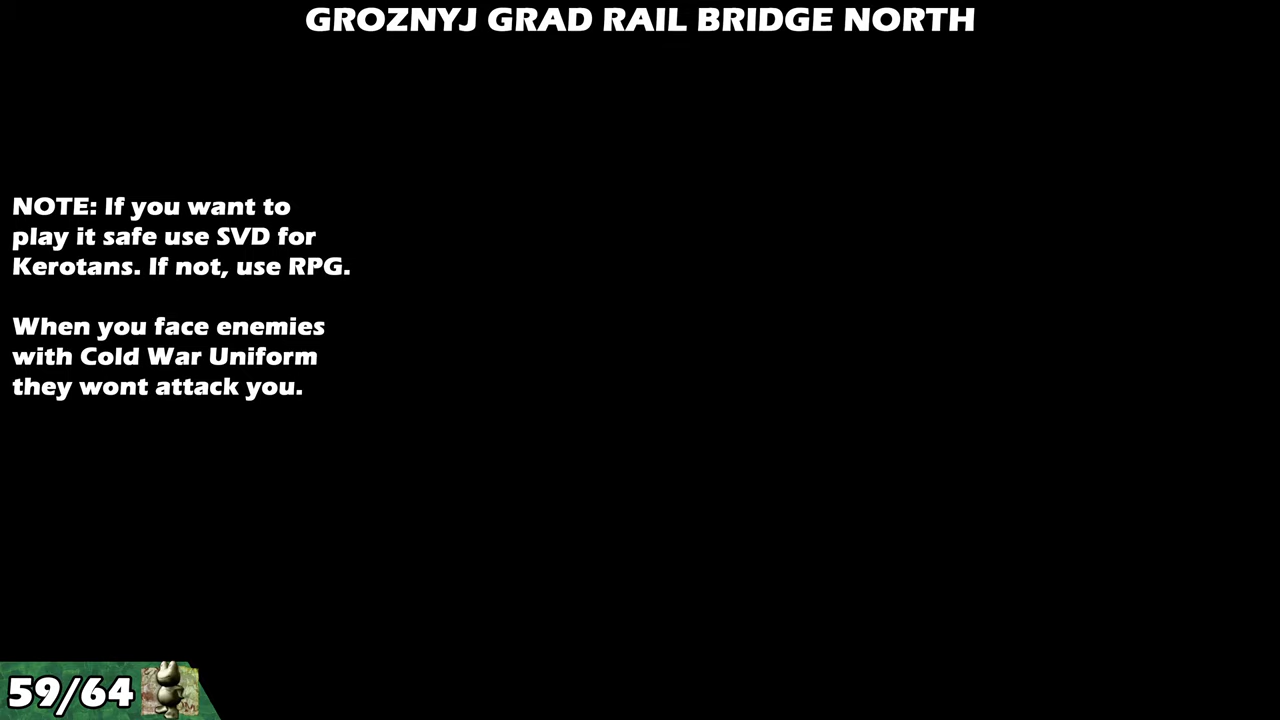 GROZNYJ GRAD RAIL BRIDGE NORTH
NOTE: If you want to
play it safe use SVD for
Kerotans. If not, use RPG.
When you face enemies
with Cold War Uniform
they wont attack you.
59/64